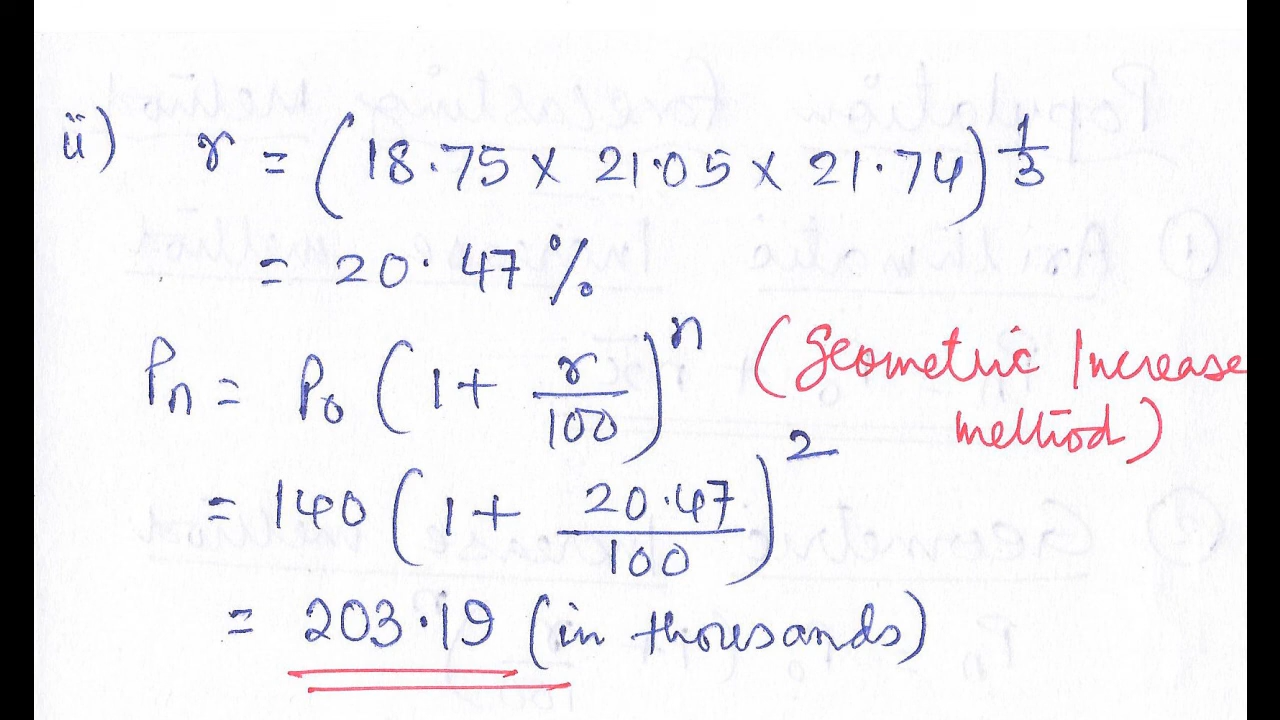 ii) r = (18.75 × 21.05 × 21.74)^(1/3)
= 20.47 %
Pn = P0 (1 + r/100)^n (Geometric Increase
method)
= 140 (1 + 20.47/100)^2
= 203.19 (in thousands)